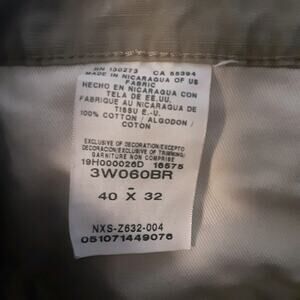 RN 130273 CA 55394
MADE IN NICARAGUA OF US
FABRIC
HECHO EN NICARAGUA CON
TELA DE EE.UU.
FABRIQUE AU NICARAGUA DE
TISSU E.-U.
100% COTTON / ALGODON /
COTON
EXCLUSIVE OF DECORATION/EXCEPTO
DECORACION/EXCLUSIVE OF TRIMMING/
GARNITURE NON COMPRISE
19H000026D 16575
3W060BR
-
40 X 32
NXS-Z632-004
051071449076